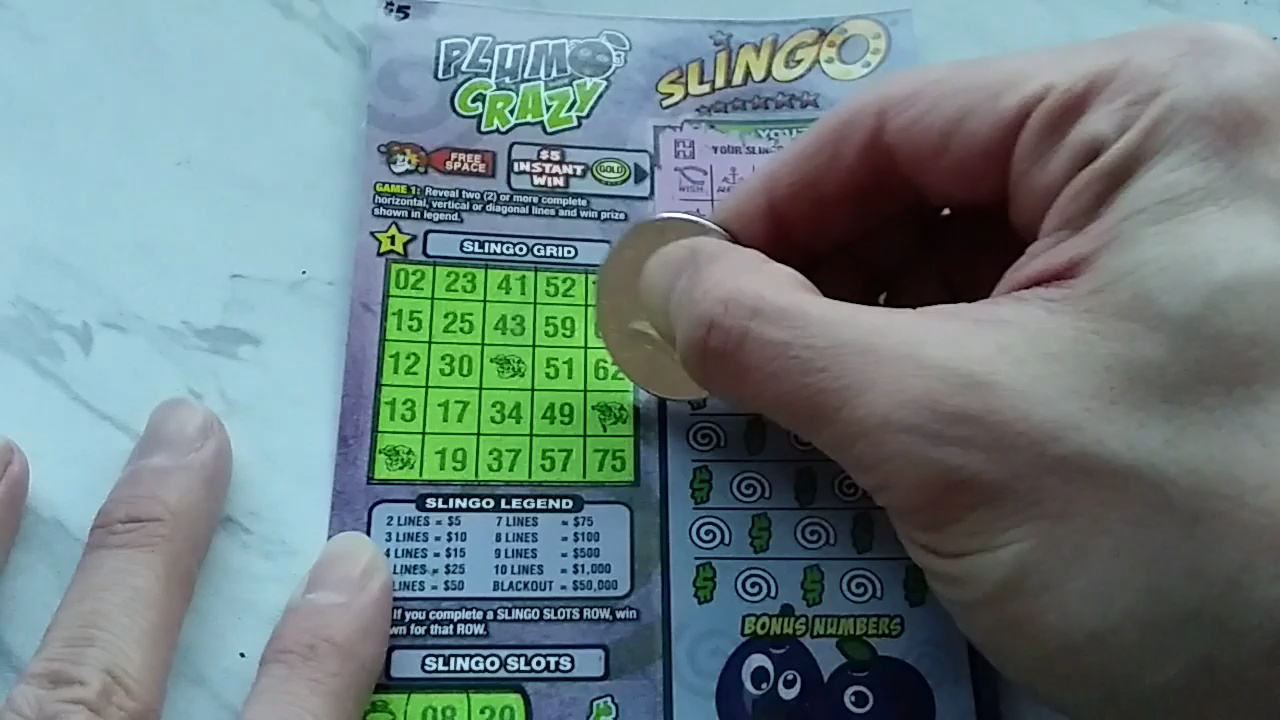 $5
PLUM
CRAZY
SLINGO
FREE
SPACE
$5
INSTANT
WIN
GOLD
YOUR
GAME 1: Reveal two (2) or more complete
horizontal, vertical or diagonal lines and win prize
shown in legend.
1
SLINGO GRID
02 23 41 52
15 25 43 59
12 30 51 62
13 17 34 49
19 37 57 75
SLINGO LEGEND
2 LINES = $5 7 LINES = $75
3 LINES = $10 8 LINES = $100
4 LINES = $15 9 LINES = $500
LINES = $25 10 LINES = $1,000
LINES = $50 BLACKOUT = $50,000
If you complete a SLINGO SLOTS ROW, win
for that ROW.
SLINGO SLOTS
08 20
BONUS NUMBERS